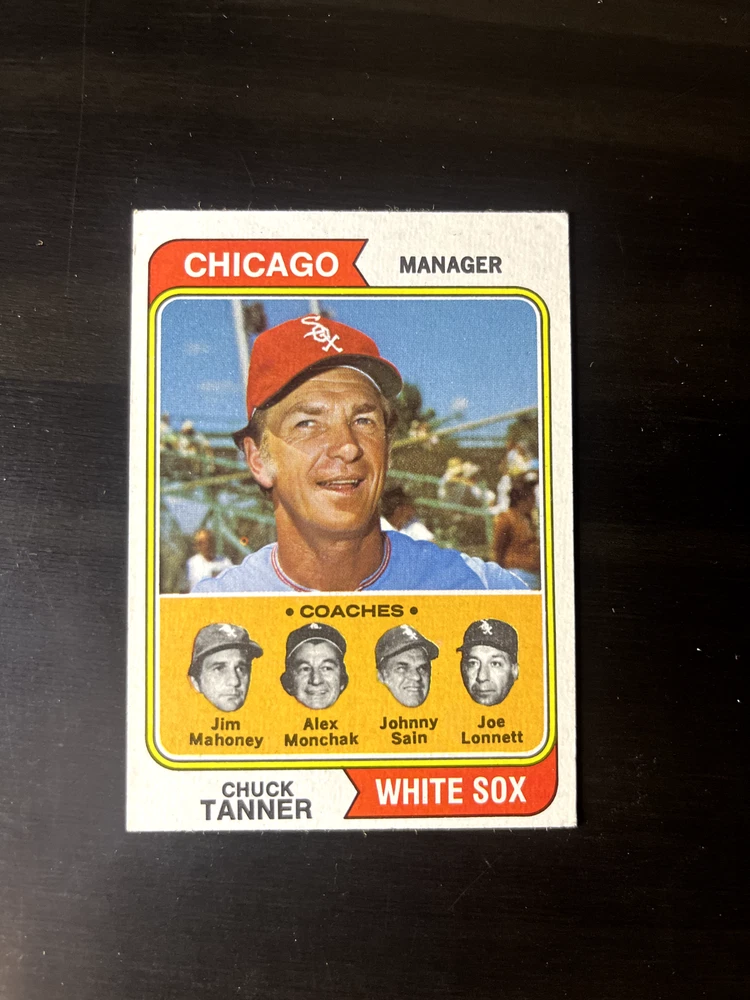 CHICAGO
MANAGER
SOX
• COACHES •
Jim Mahoney
Alex Monchak
Johnny Sain
Joe Lonnett
CHUCK
TANNER
WHITE SOX